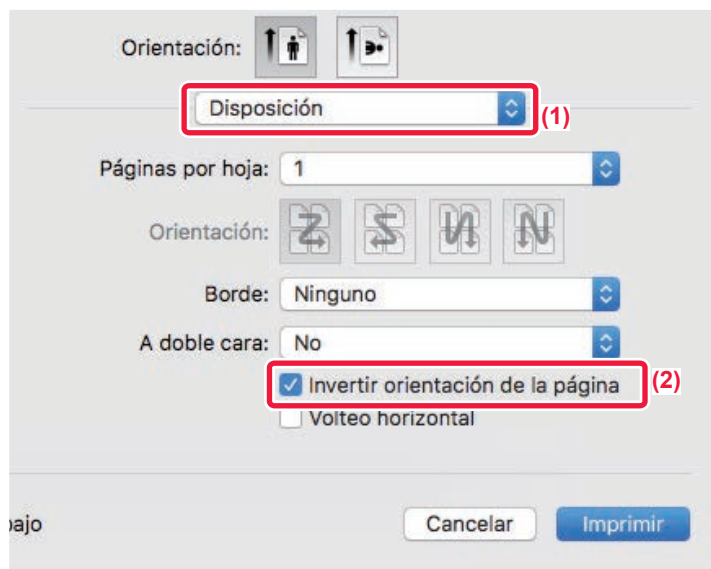 Orientación:
Disposición
(1)
Páginas por hoja: 1
Orientación:
Borde: Ninguno
A doble cara: No
Invertir orientación de la página
(2)
Volteo horizontal
bajo Cancelar Imprimir